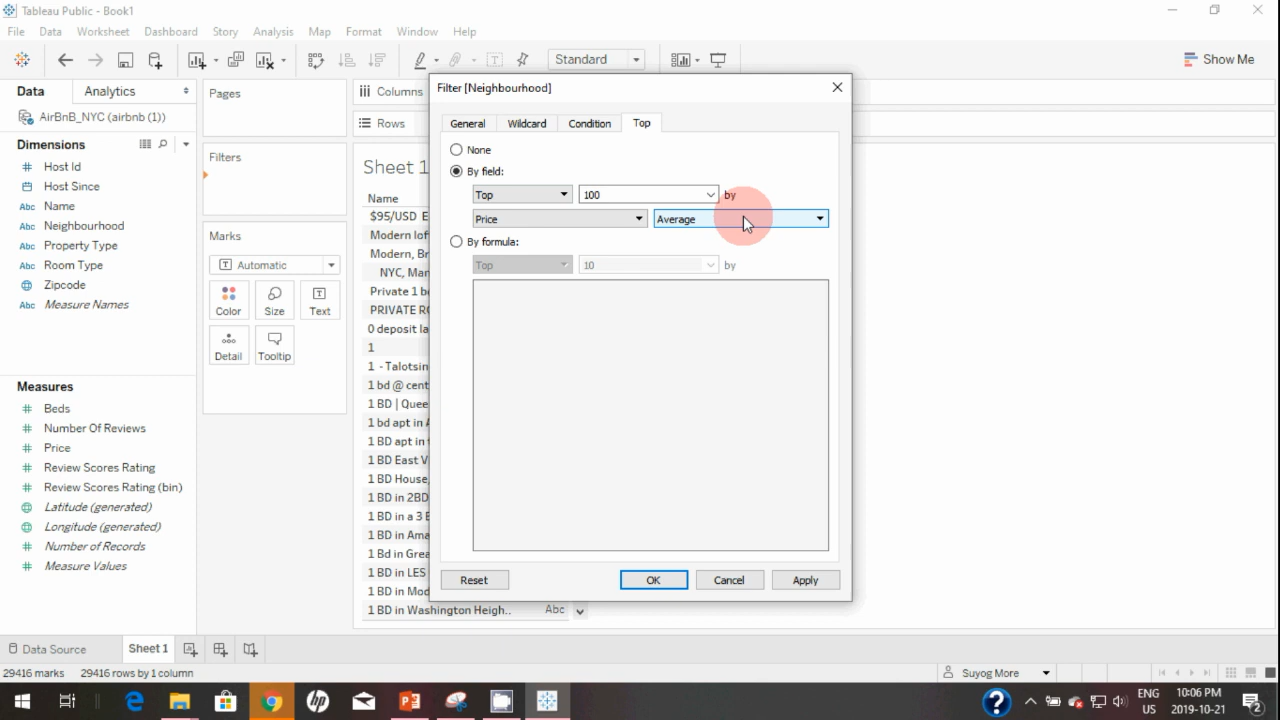 Tableau Public - Book1
File Data Worksheet Dashboard Story Analysis Map Format Window Help
Standard
Show Me
Data Analytics
AirBnB_NYC (airbnb (1))
Dimensions
# Host Id
Host Since
Abc Name
Abc Neighbourhood
Abc Property Type
Abc Room Type
Zipcode
Abc Measure Names
Measures
# Beds
# Number Of Reviews
# Price
# Review Scores Rating
# Review Scores Rating (bin)
Latitude (generated)
Longitude (generated)
# Number of Records
# Measure Values
Pages
Filters
Marks
Automatic
Color Size Text
Detail Tooltip
Columns
Rows
Sheet 1
Name
$95/USD E
Modern lof
Modern, Br
NYC, Man
Private 1 be
PRIVATE RO
0 deposit la
1
1 - Talotsin
1 bd @ cent
1 BD | Quee
1 bd apt in A
1 BD apt in t
1 BD East V
1 BD House,
1 BD in 2BD
1 BD in a 3 B
1 BD in Ama
1 Bd in Grea
1 BD in LES
1 BD in Mod
1 BD in Washington Heigh.. Abc
Filter [Neighbourhood]
General Wildcard Condition Top
None
By field:
Top 100 by
Price Average
By formula:
Top 10 by
Reset OK Cancel Apply
Data Source Sheet 1
29416 marks 29416 rows by 1 column
Suyog More
ENG
US
10:06 PM
2019-10-21
2